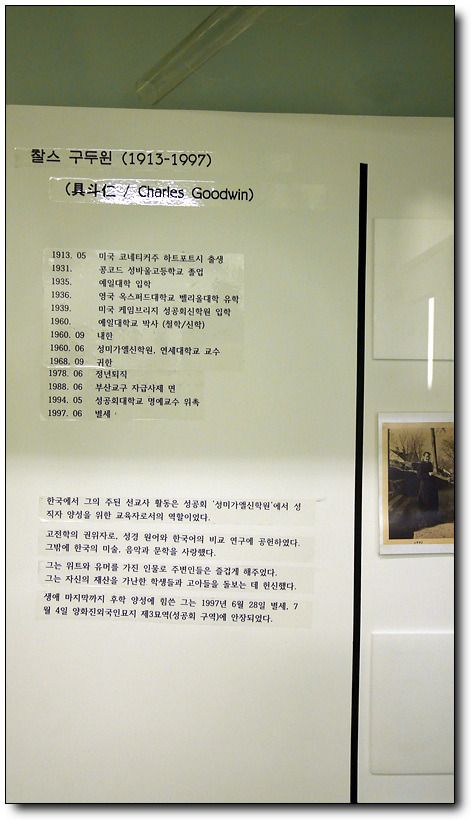 찰스 구두원 (1913-1997)
(具斗仁 / Charles Goodwin)
1913. 05 미국 코네티커주 하트포트시 출생
1931. 콩코드 성바울고등학교 졸업
1935. 예일대학 입학
1936. 영국 옥스퍼드대학교 벨리올대학 유학
1939. 미국 케임브리지 성공회신학원 입학
1960. 예일대학교 박사 (철학/신학)
1960. 09 내한
1960. 06 성미가엘신학원, 연세대학교 교수
1968. 09 귀한
1978. 06 정년퇴직
1988. 06 부산교구 자급사제 면
1994. 05 성공회대학교 명예교수 위촉
1997. 06 별세
한국에서 그의 주된 선교사 활동은 성공회 '성미가엘신학원'에서 성
직자 양성을 위한 교육자로서의 역할이었다.
고전학의 권위자로, 성경 원어와 한국어의 비교 연구에 공헌하였다.
그밖에 한국의 미술, 음악과 문학을 사랑했다.
그는 위트와 유머를 가진 인물로 주변인들은 즐겁게 해주었다.
그는 자신의 재산을 가난한 학생들과 고아들을 돌보는 데 헌신했다.
생애 마지막까지 후학 양성에 힘쓴 그는 1997년 6월 28일 별세, 7
월 4일 양화진외국인묘지 제3묘역(성공회 구역)에 안장되었다.